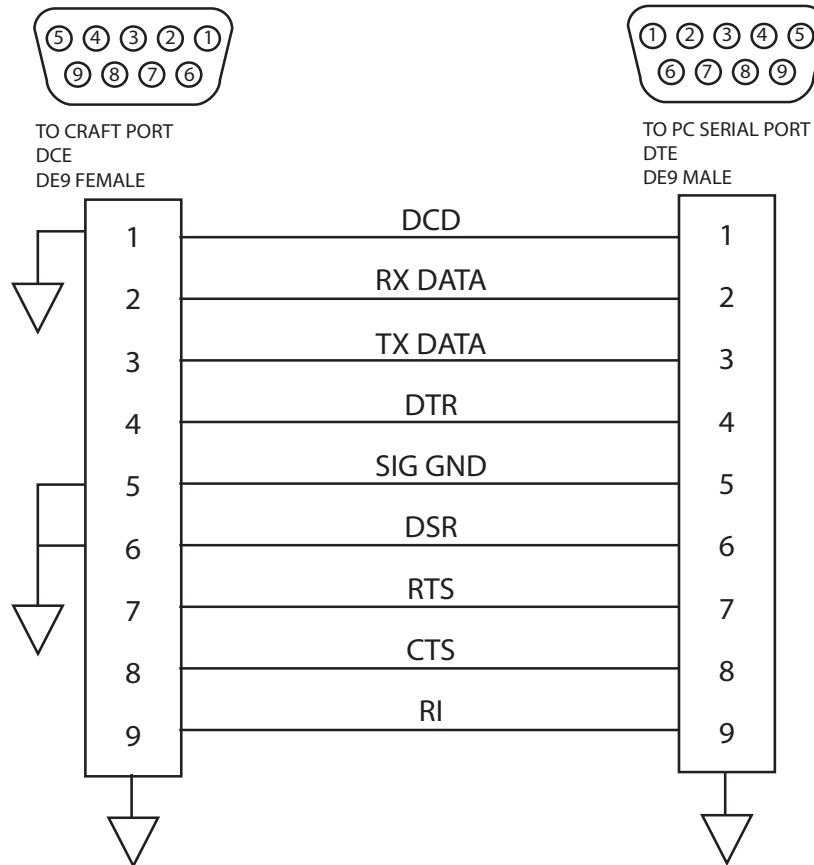 5 4 3 2 1
9 8 7 6
TO CRAFT PORT
DCE
DE9 FEMALE
1 2 3 4 5
6 7 8 9
TO PC SERIAL PORT
DTE
DE9 MALE
1 DCD 1
2 RX DATA 2
3 TX DATA 3
4 DTR 4
5 SIG GND 5
6 DSR 6
7 RTS 7
8 CTS 8
9 RI 9